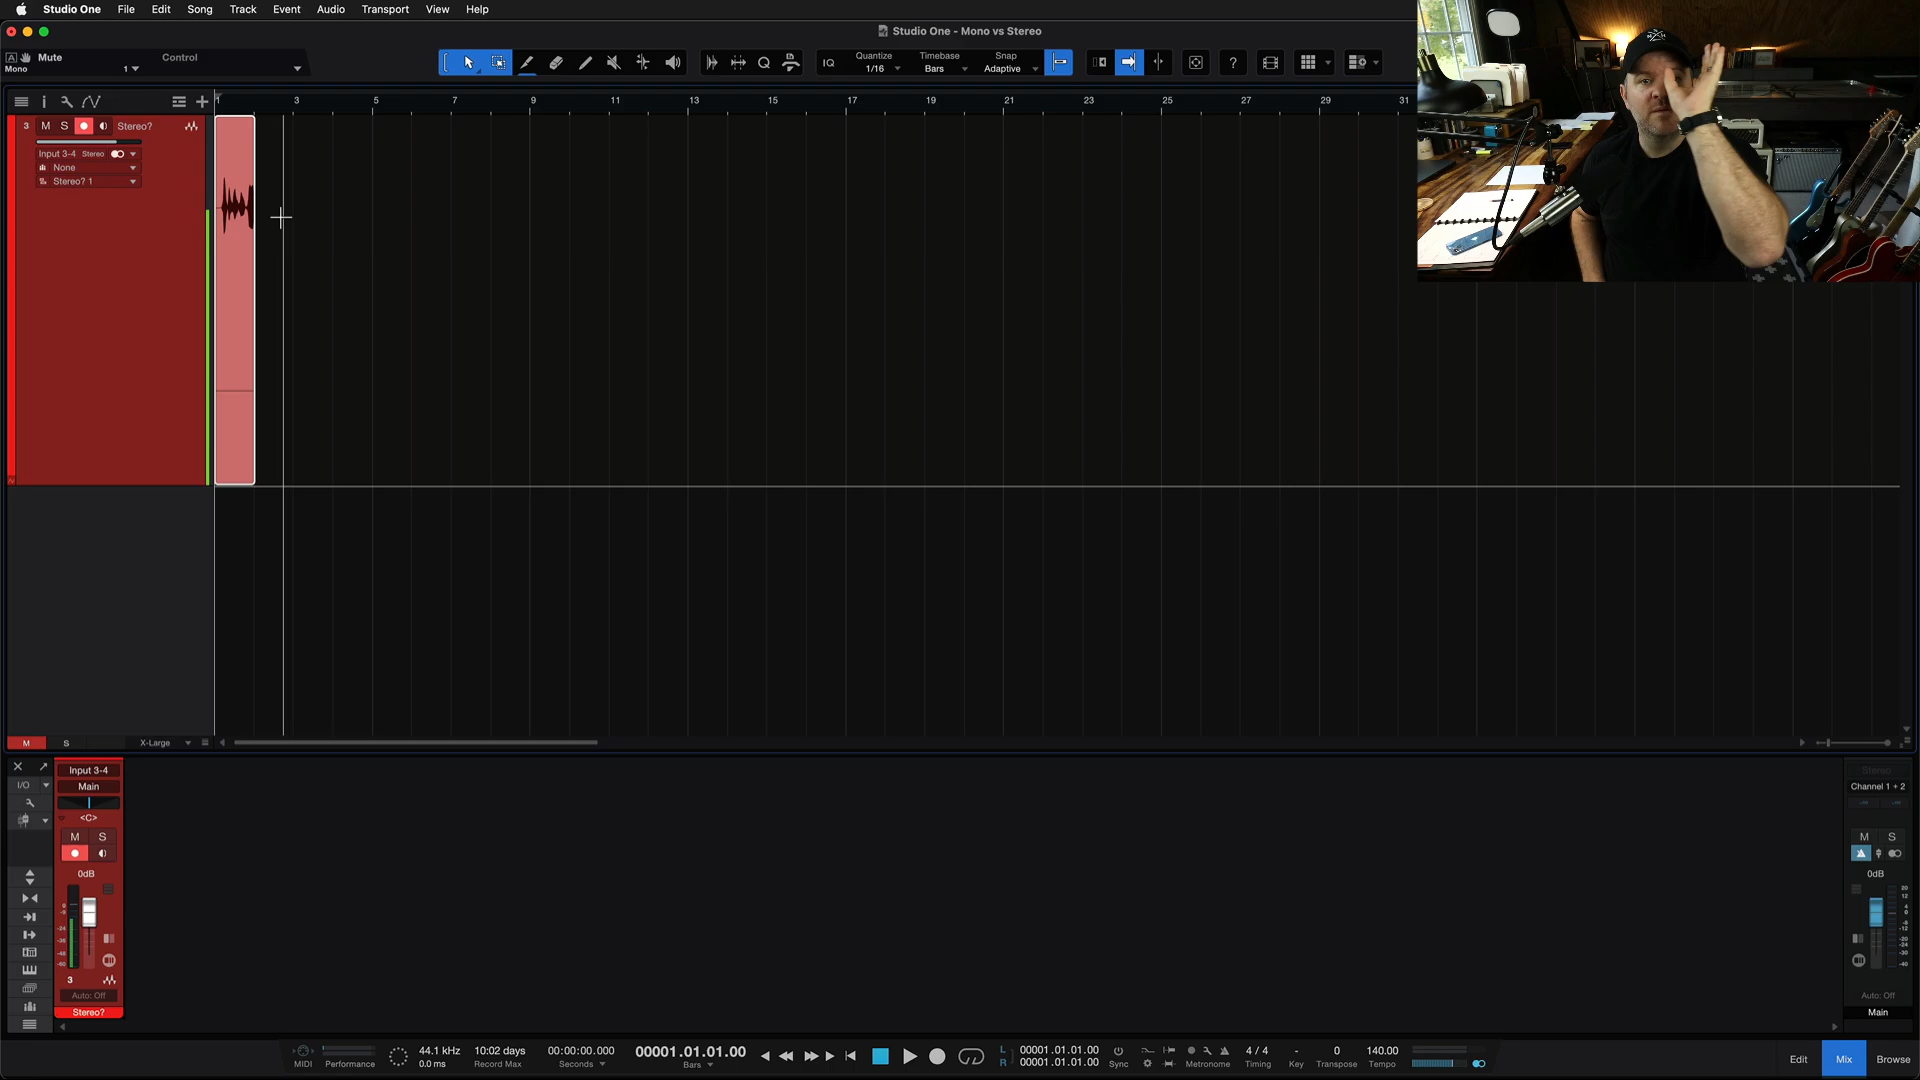 Studio One File Edit Song Track Event Audio Transport View Help
Studio One - Mono vs Stereo
A Mute Control
Mono 1
IQ Quantize Timebase Snap
1/16 Bars Adaptive
?
1 3 5 7 9 11 13 15 17 19 21 23 25 27 29 31
3 M S Stereo?
Input 3-4 Stereo
None
Stereo? 1
M S X-Large
Input 3-4
I/O Main
<C>
M S
0dB
3
Auto: Off
Stereo?
Stereo
Channel 1 + 2
M S
0dB
Auto: Off
Main
MIDI Performance
44.1 kHz 10:02 days 00:00:00.000 00001.01.01.00
0.0 ms Record Max Seconds Bars
L 00001.01.01.00
R 00001.01.01.00
Sync Metronome
4 / 4 - 0 140.00
Timing Key Transpose Tempo
Edit Mix Browse